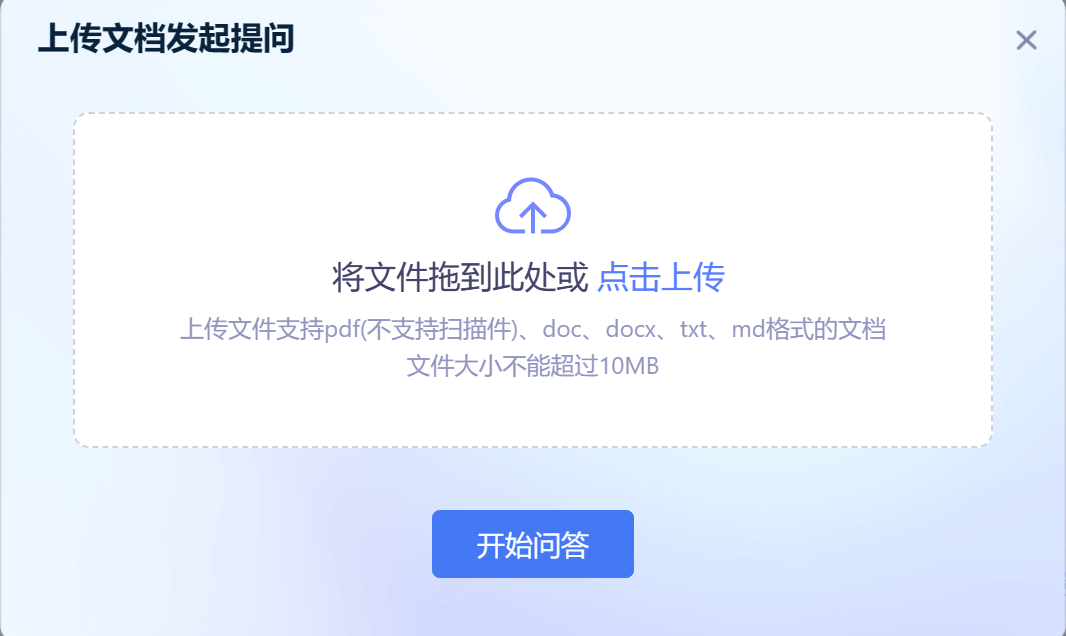 上传文档发起提问
将文件拖到此处或 点击上传
上传文件支持pdf(不支持扫描件)、doc、docx、txt、md格式的文档
文件大小不能超过10MB
开始问答